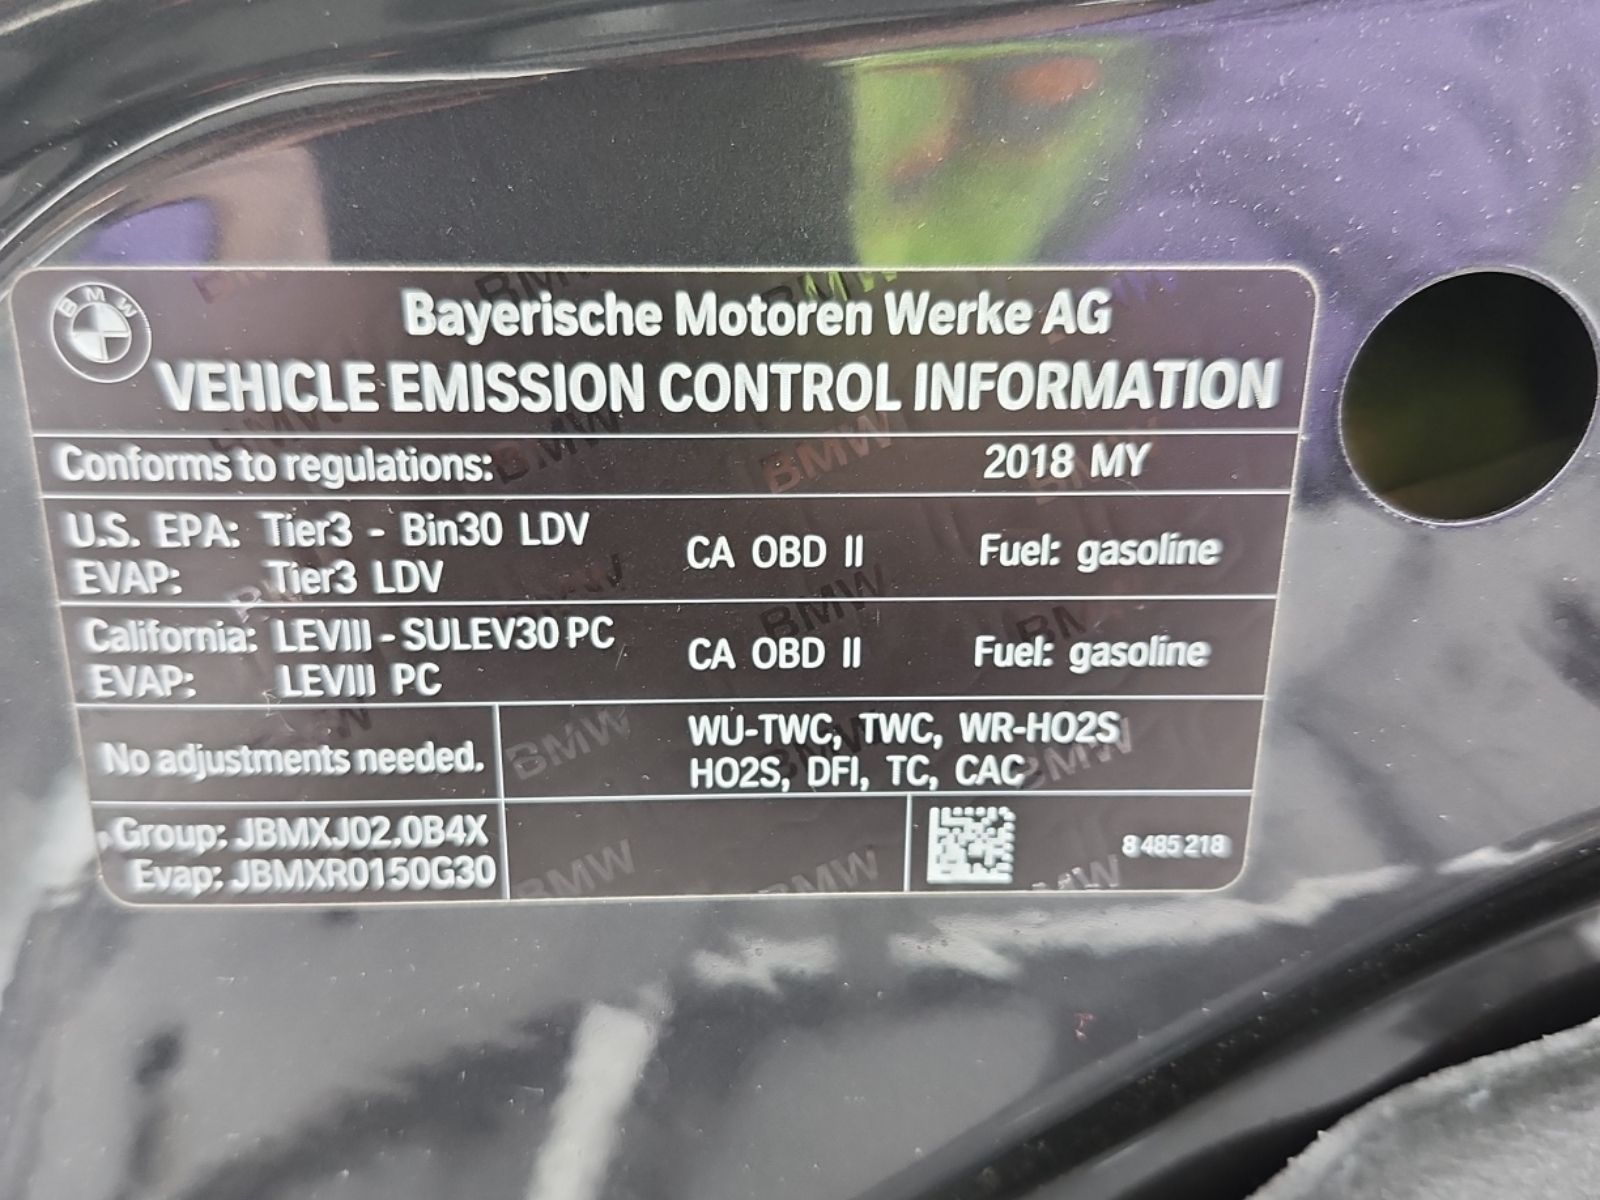 BMW
Bayerische Motoren Werke AG
VEHICLE EMISSION CONTROL INFORMATION
Conforms to regulations: 2018 MY
U.S. EPA: Tier3 - Bin30 LDV
EVAP: Tier3 LDV
CA OBD II
Fuel: gasoline
California: LEVIII - SULEV30 PC
EVAP: LEVIII PC
CA OBD II
Fuel: gasoline
No adjustments needed.
WU-TWC, TWC, WR-HO2S
HO2S, DFI, TC, CAC
Group: JBMXJ02.0B4X
Evap: JBMXR0150G30
8 485 218